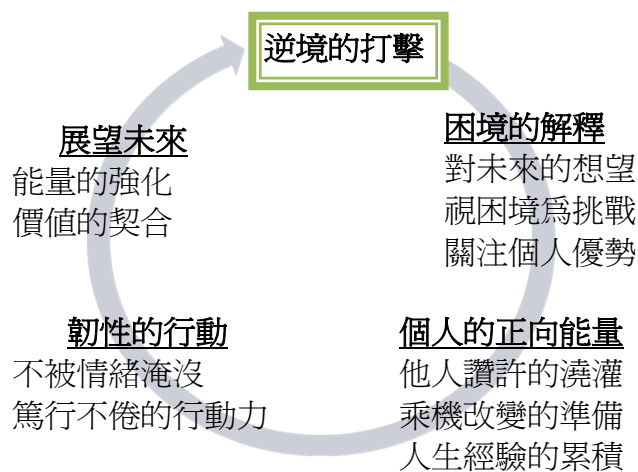 逆境的打擊
困境的解釋
對未來的想望
視困境爲挑戰
關注個人優勢
個人的正向能量
他人讚許的澆灌
乘機改變的準備
人生經驗的累積
韌性的行動
不被情緒淹沒
篤行不倦的行動力
展望未來
能量的強化
價值的契合